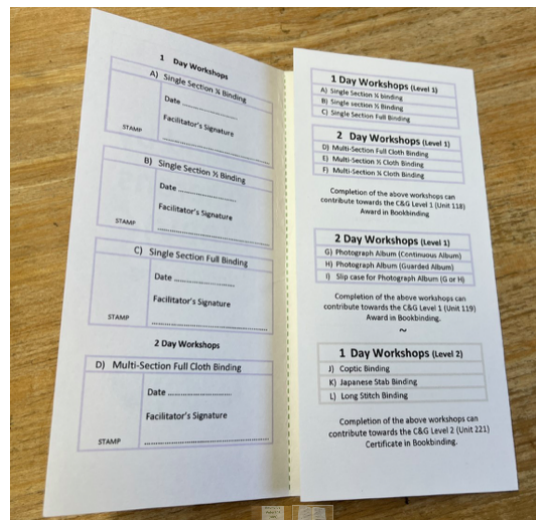 1 Day Workshops
A) Single Section ¼ Binding
Date
Facilitator's Signature
STAMP
B) Single Section ½ Binding
Date
Facilitator's Signature
STAMP
C) Single Section Full Binding
Date
Facilitator's Signature
STAMP
2 Day Workshops
D) Multi-Section Full Cloth Binding
Date
Facilitator's Signature
STAMP
1 Day Workshops (Level 1)
A) Single Section ¼ binding
B) Single section ½ Binding
C) Single Section Full Binding
2 Day Workshops (Level 1)
D) Multi-Section Full Cloth Binding
E) Multi-Section Cloth Binding
F) Multi-Section Cloth Binding
Completion of the above workshops can
contribute towards the C&G Level 1 (Unit 118)
Award in Bookbinding
2 Day Workshops (Level 1)
G) Photograph Album (Continuous Album)
H) Photograph Album (Guarded Album)
I) Slip case for Photograph Album (G or H)
Completion of the above workshops can
contribute towards the C&G Level 1 (Unit 119)
Award in Bookbinding.
~
1 Day Workshops (Level 2)
J) Coptic Binding
K) Japanese Stab Binding
L) Long Stitch Binding
Completion of the above workshops can
contribute towards the C&G Level 2 (Unit 221)
Certificate in Bookbinding.